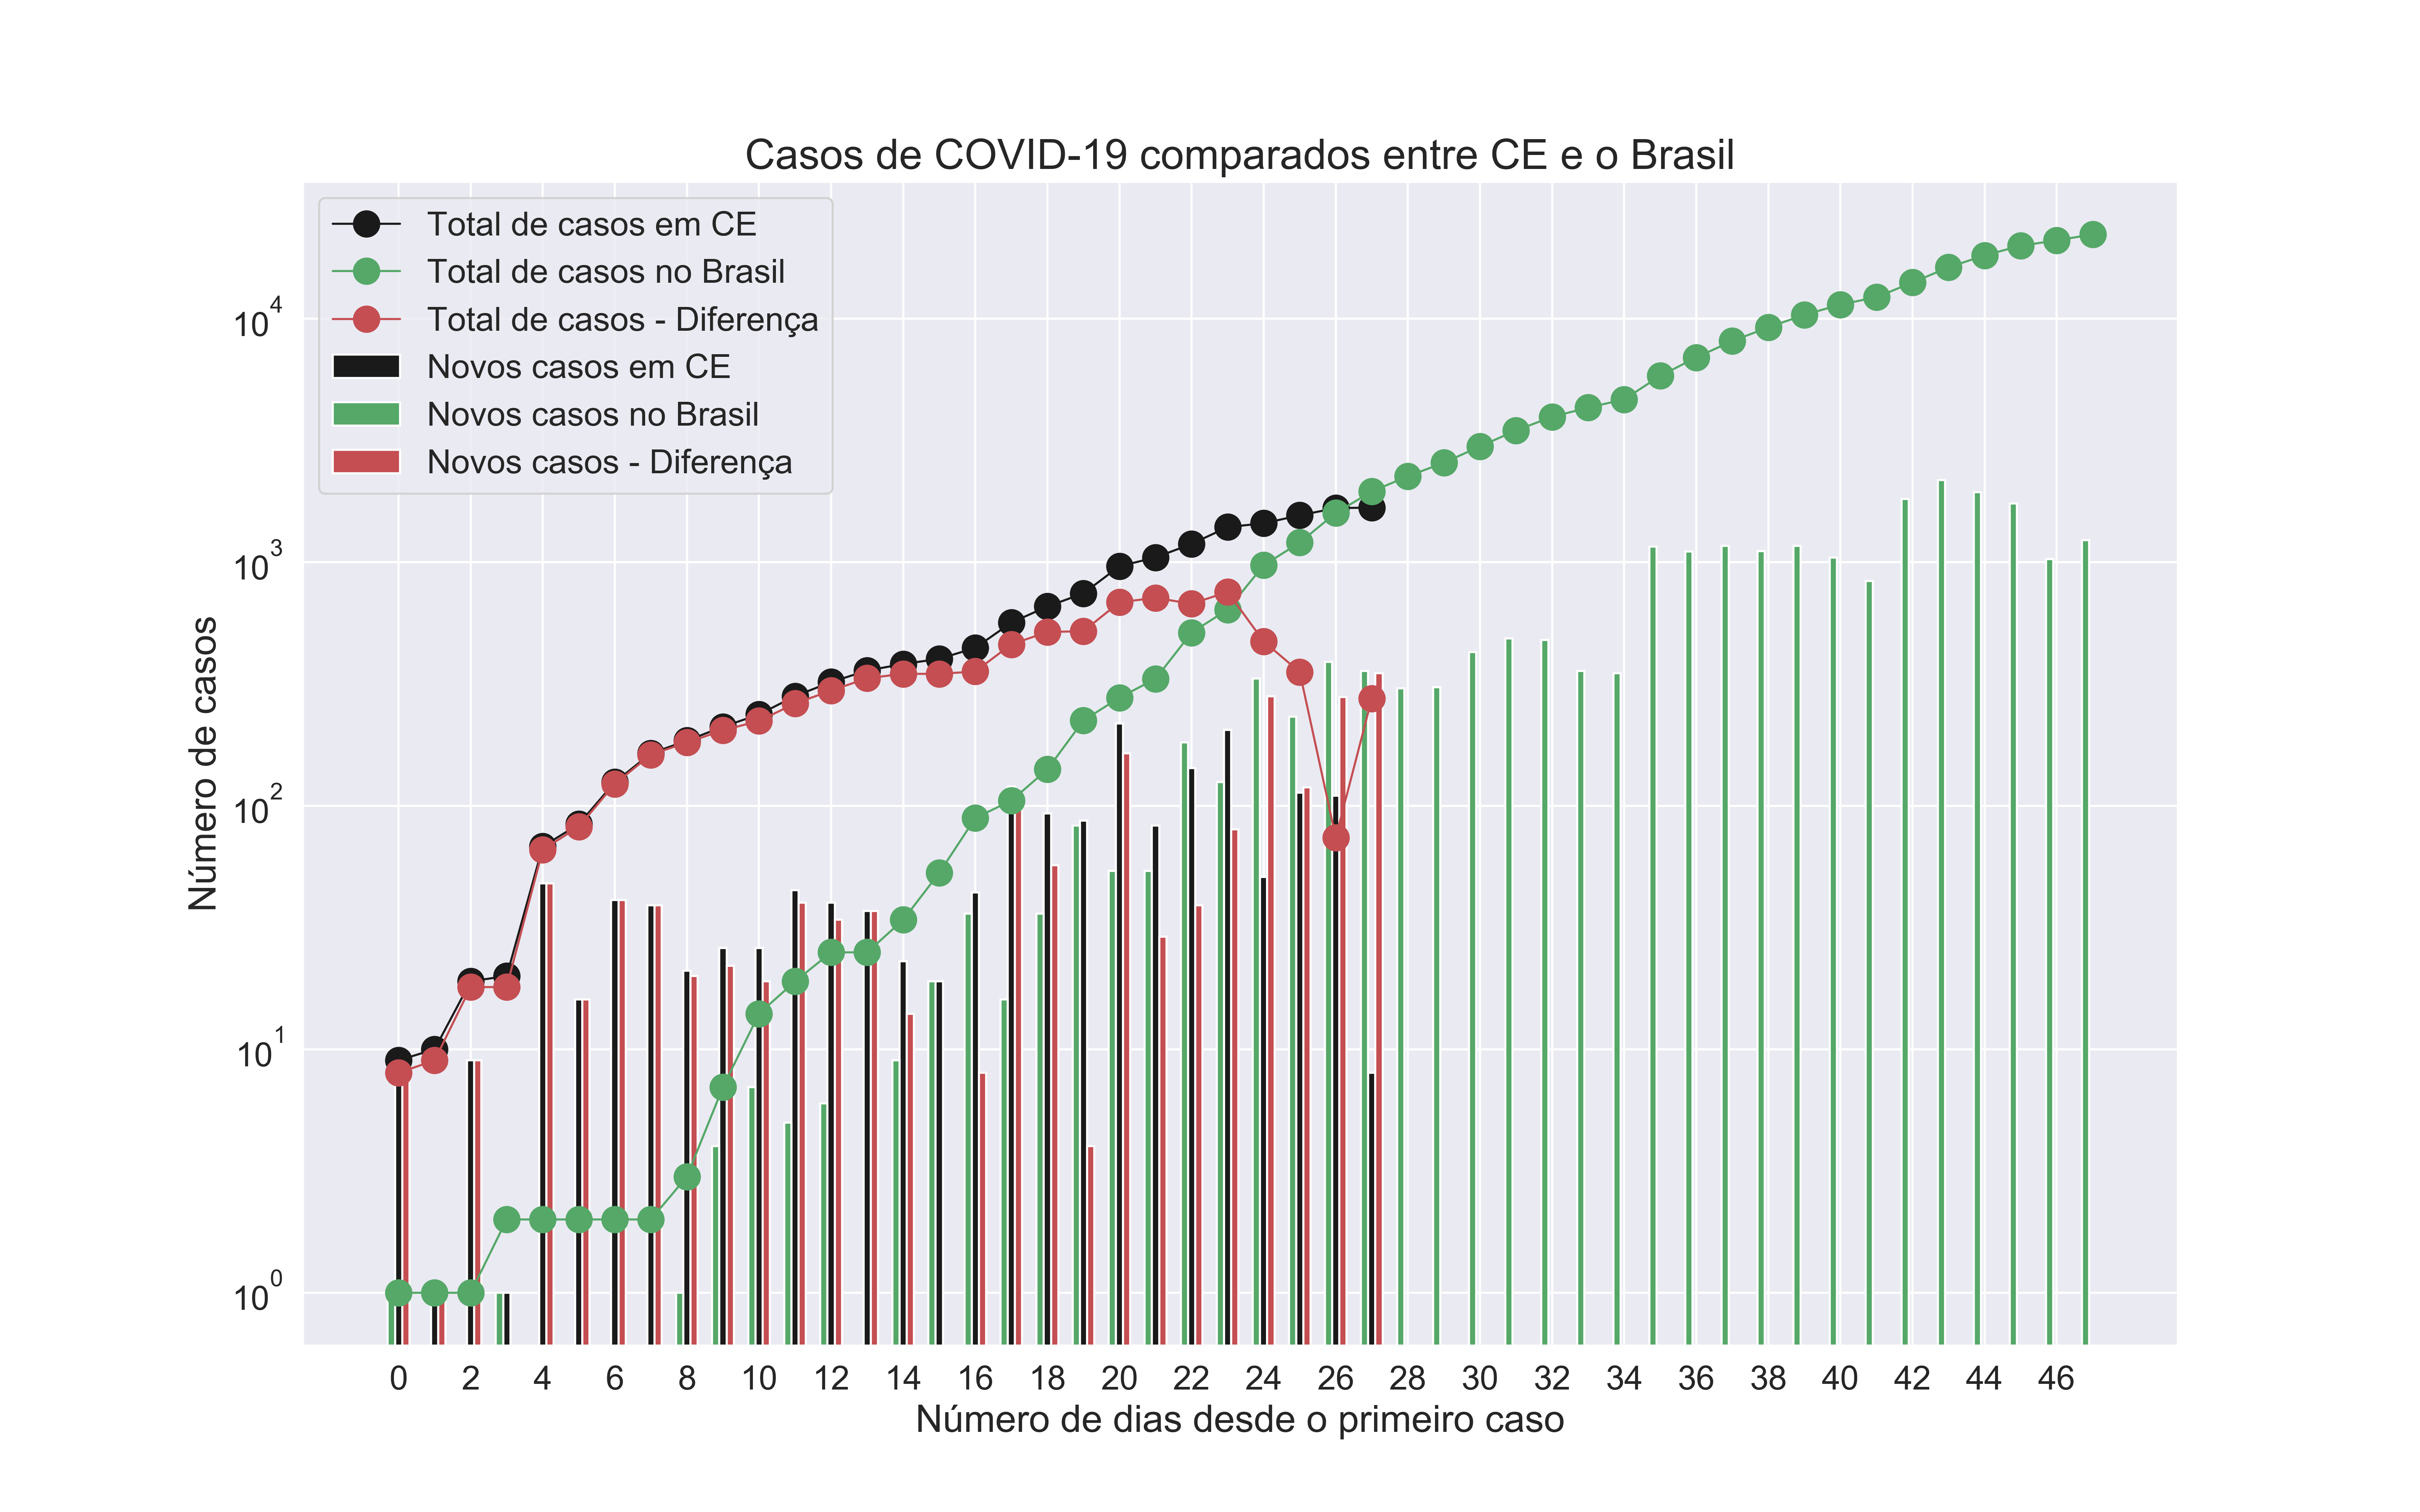 Casos de COVID-19 comparados entre CE e o Brasil
Total de casos em CE
Total de casos no Brasil
Total de casos - Diferença
Novos casos em CE
Novos casos no Brasil
Novos casos - Diferença
10^4
10^3
10^2
10^1
10^0
Número de casos
0 2 4 6 8 10 12 14 16 18 20 22 24 26 28 30 32 34 36 38 40 42 44 46
Número de dias desde o primeiro caso